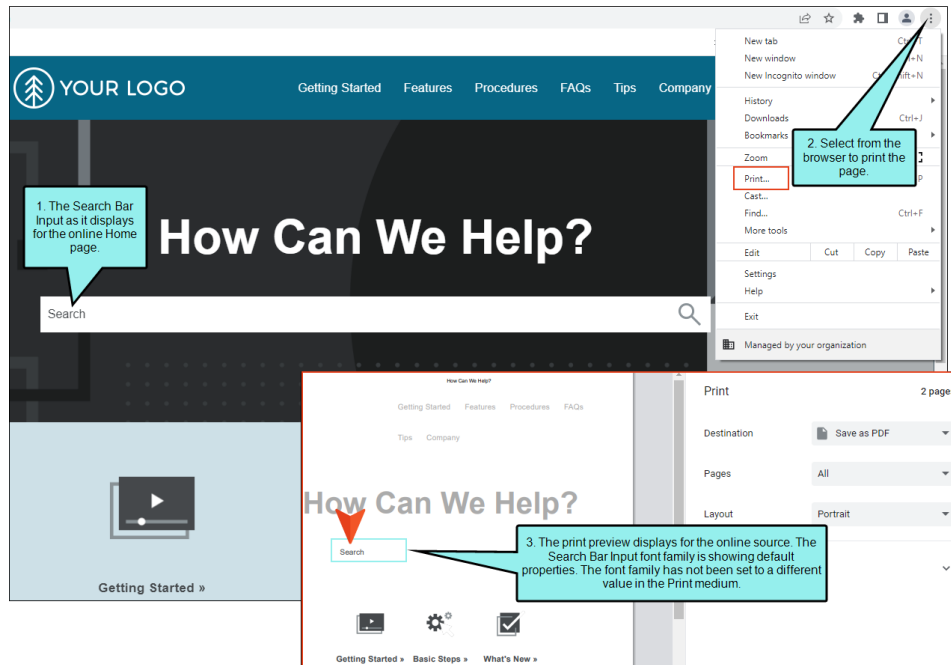 YOUR LOGO
Getting Started Features Procedures FAQs Tips Company
1. The Search Bar
Input as it displays
for the online Home
page.
How Can We Help?
Search
Getting Started »
New tab
New window
New Incognito window
History
Downloads Ctrl+J
Bookmarks
Zoom
Print...
Cast...
Find... Ctrl+F
More tools
Edit Cut Copy Paste
Settings
Help
Exit
Managed by your organization
2. Select from the
browser to print the
page.
How Can We Help?
Getting Started Features Procedures FAQs
Tips Company
How Can We Help?
Search
3. The print preview displays for the online source. The
Search Bar Input font family is showing default
properties. The font family has not been set to a different
value in the Print medium.
Getting Started » Basic Steps » What's New »
Print 2 page
Destination Save as PDF
Pages All
Layout Portrait